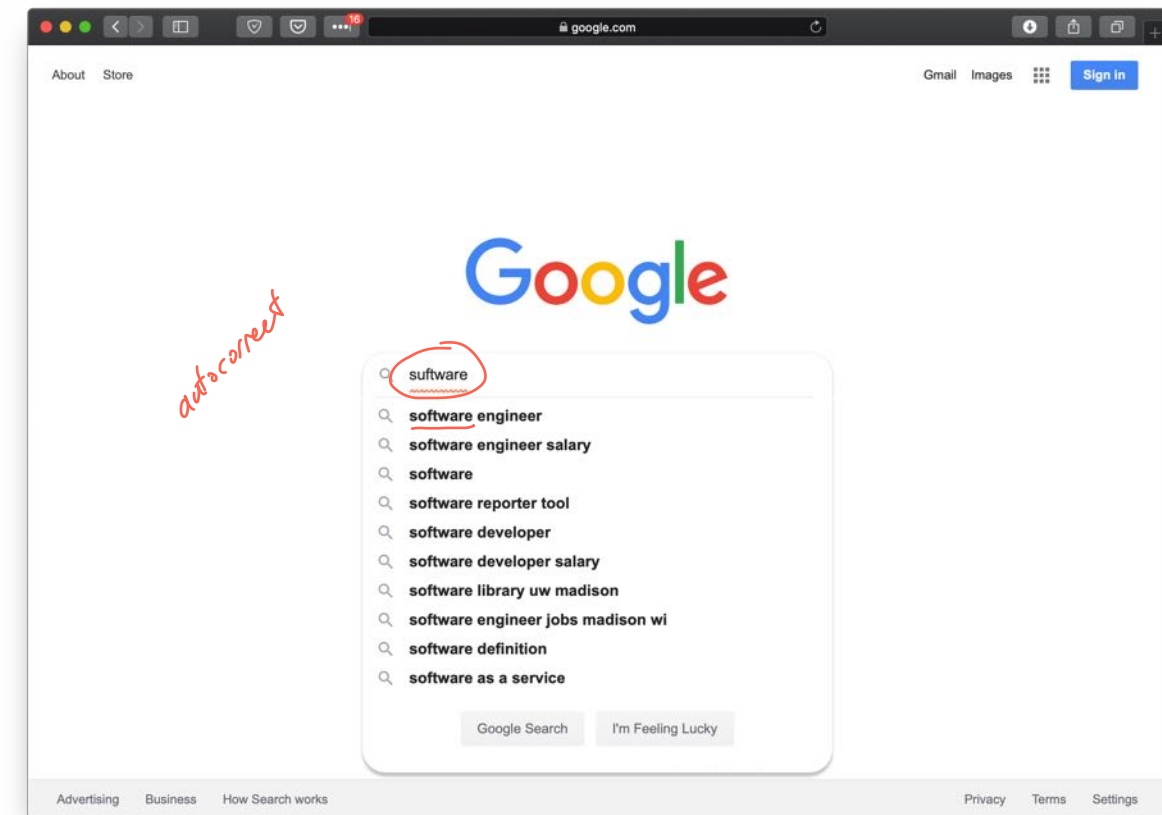 16
google.com
About Store
Gmail Images
Sign in
Google
autocorrect
suftware
software engineer
software engineer salary
software
software reporter tool
software developer
software developer salary
software library uw madison
software engineer jobs madison wi
software definition
software as a service
Google Search I'm Feeling Lucky
Advertising Business How Search works
Privacy Terms Settings